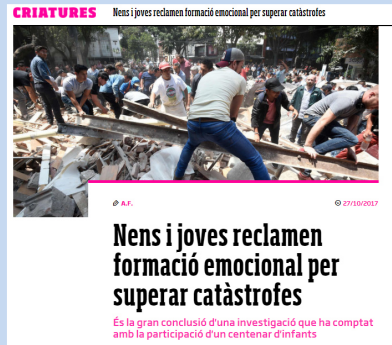 CRIATURES
Nens i joves reclamen formació emocional per superar catàstrofes
A.F.
27/10/2017
Nens i joves reclamen
formació emocional per
superar catàstrofes
És la gran conclusió d'una investigació que ha comptat
amb la participació d'un centenar d'infants